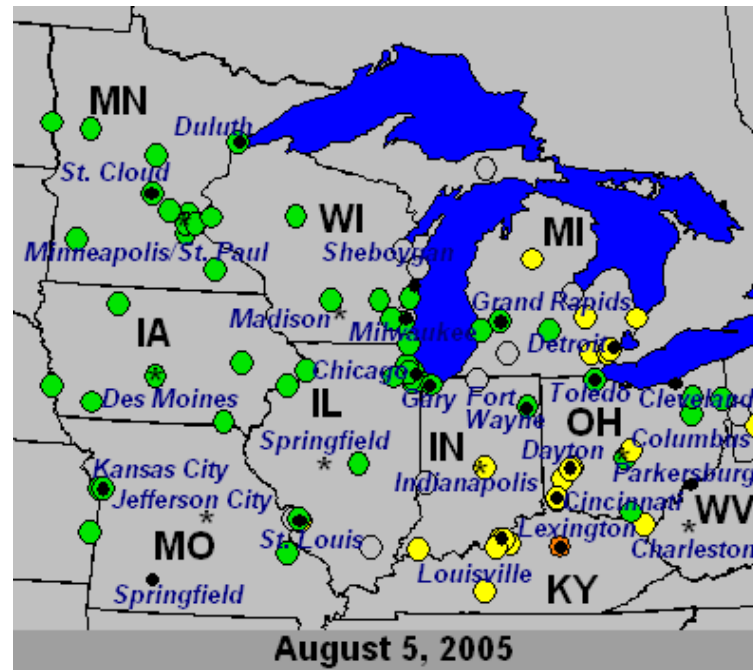 MN
Duluth
St. Cloud
WI
MI
Minneapolis/St. Paul
Sheboygan
Grand Rapids
IA
Madison*
Milwaukee
Detroit
Chicago
Des Moines
Gary
Fort
Wayne
Toledo
Cleveland
IL
OH
Springfield
IN
Dayton
Columbus
Kansas City
Indianapolis
Parkersburg
Jefferson City
Cincinnati
WV
St. Louis
Lexington
MO
Charleston
Louisville
Springfield
KY
August 5, 2005